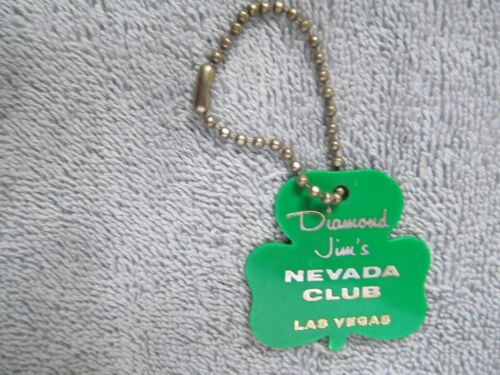 Diamond
Jim's
NEVADA
CLUB
LAS VEGAS